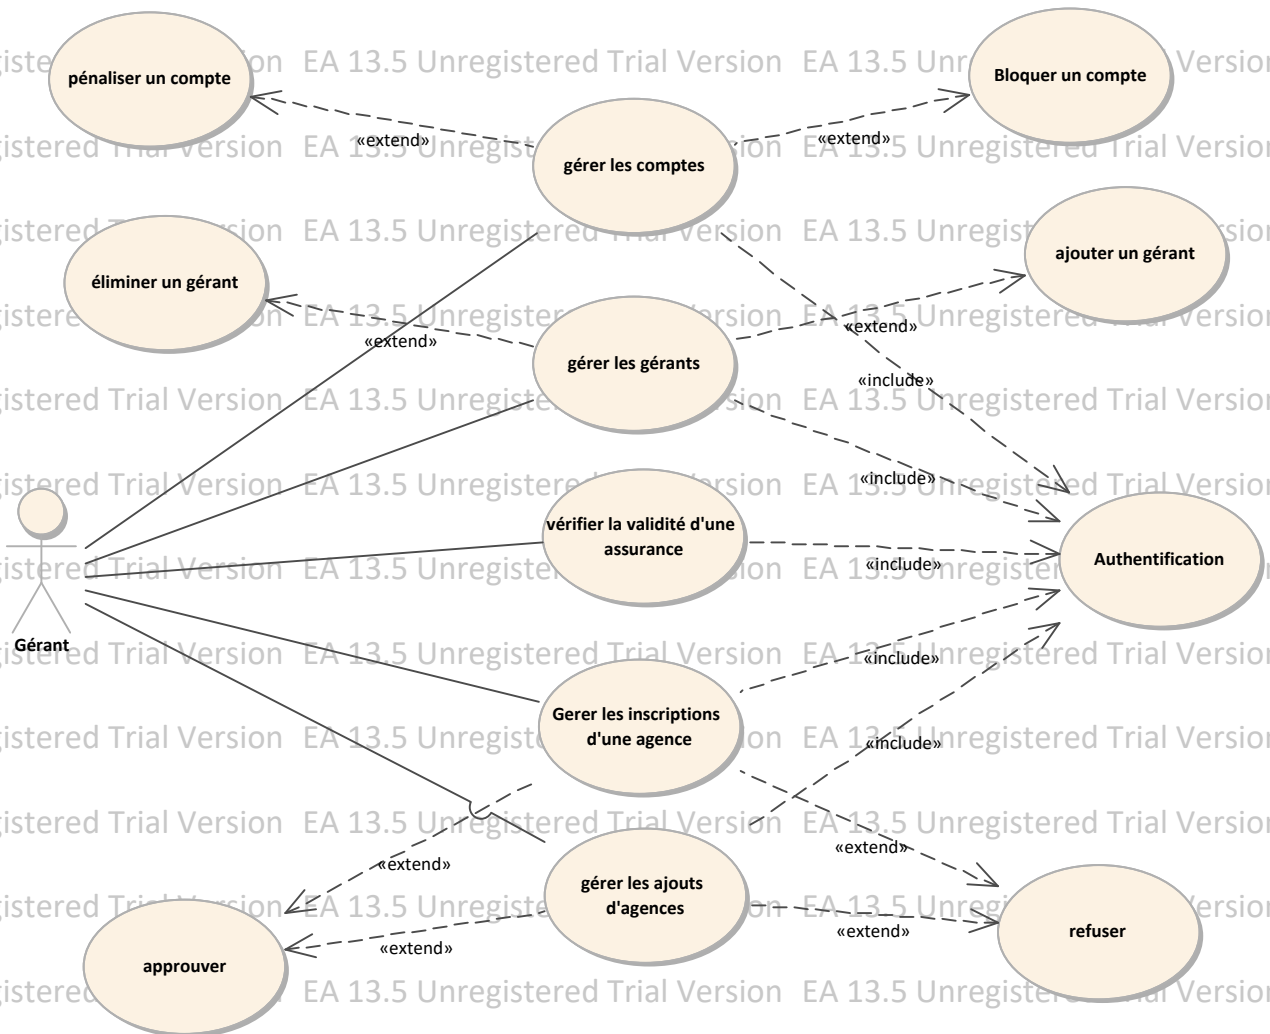 EA 13.5 Unregistered Trial Version
pénaliser un compte
Bloquer un compte
«extend»
«extend»
gérer les comptes
éliminer un gérant
ajouter un gérant
«extend»
«extend»
gérer les gérants
«include»
«include»
vérifier la validité d'une
assurance
«include»
Authentification
Gérant
«include»
Gerer les inscriptions
d'une agence
«include»
«extend»
«extend»
gérer les ajouts
d'agences
«extend»
«extend»
approuver
refuser